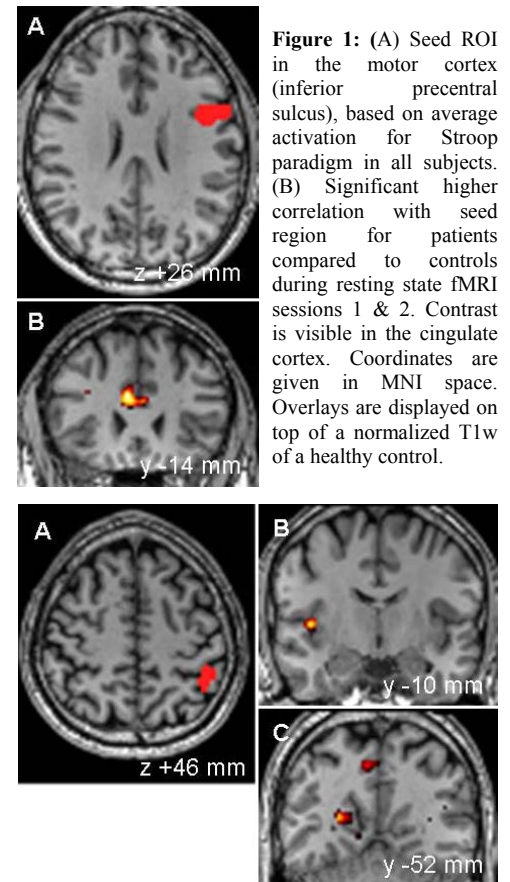 A
z +26 mm
B
y -14 mm
Figure 1: (A) Seed ROI
in the motor cortex
(inferior precentral
sulcus), based on average
activation for Stroop
paradigm in all subjects.
(B) Significant higher
correlation with seed
region for patients
compared to controls
during resting state fMRI
sessions 1 & 2. Contrast
is visible in the cingulate
cortex. Coordinates are
given in MNI space.
Overlays are displayed on
top of a normalized T1w
of a healthy control.
A
z +46 mm
B
y -10 mm
C
y -52 mm